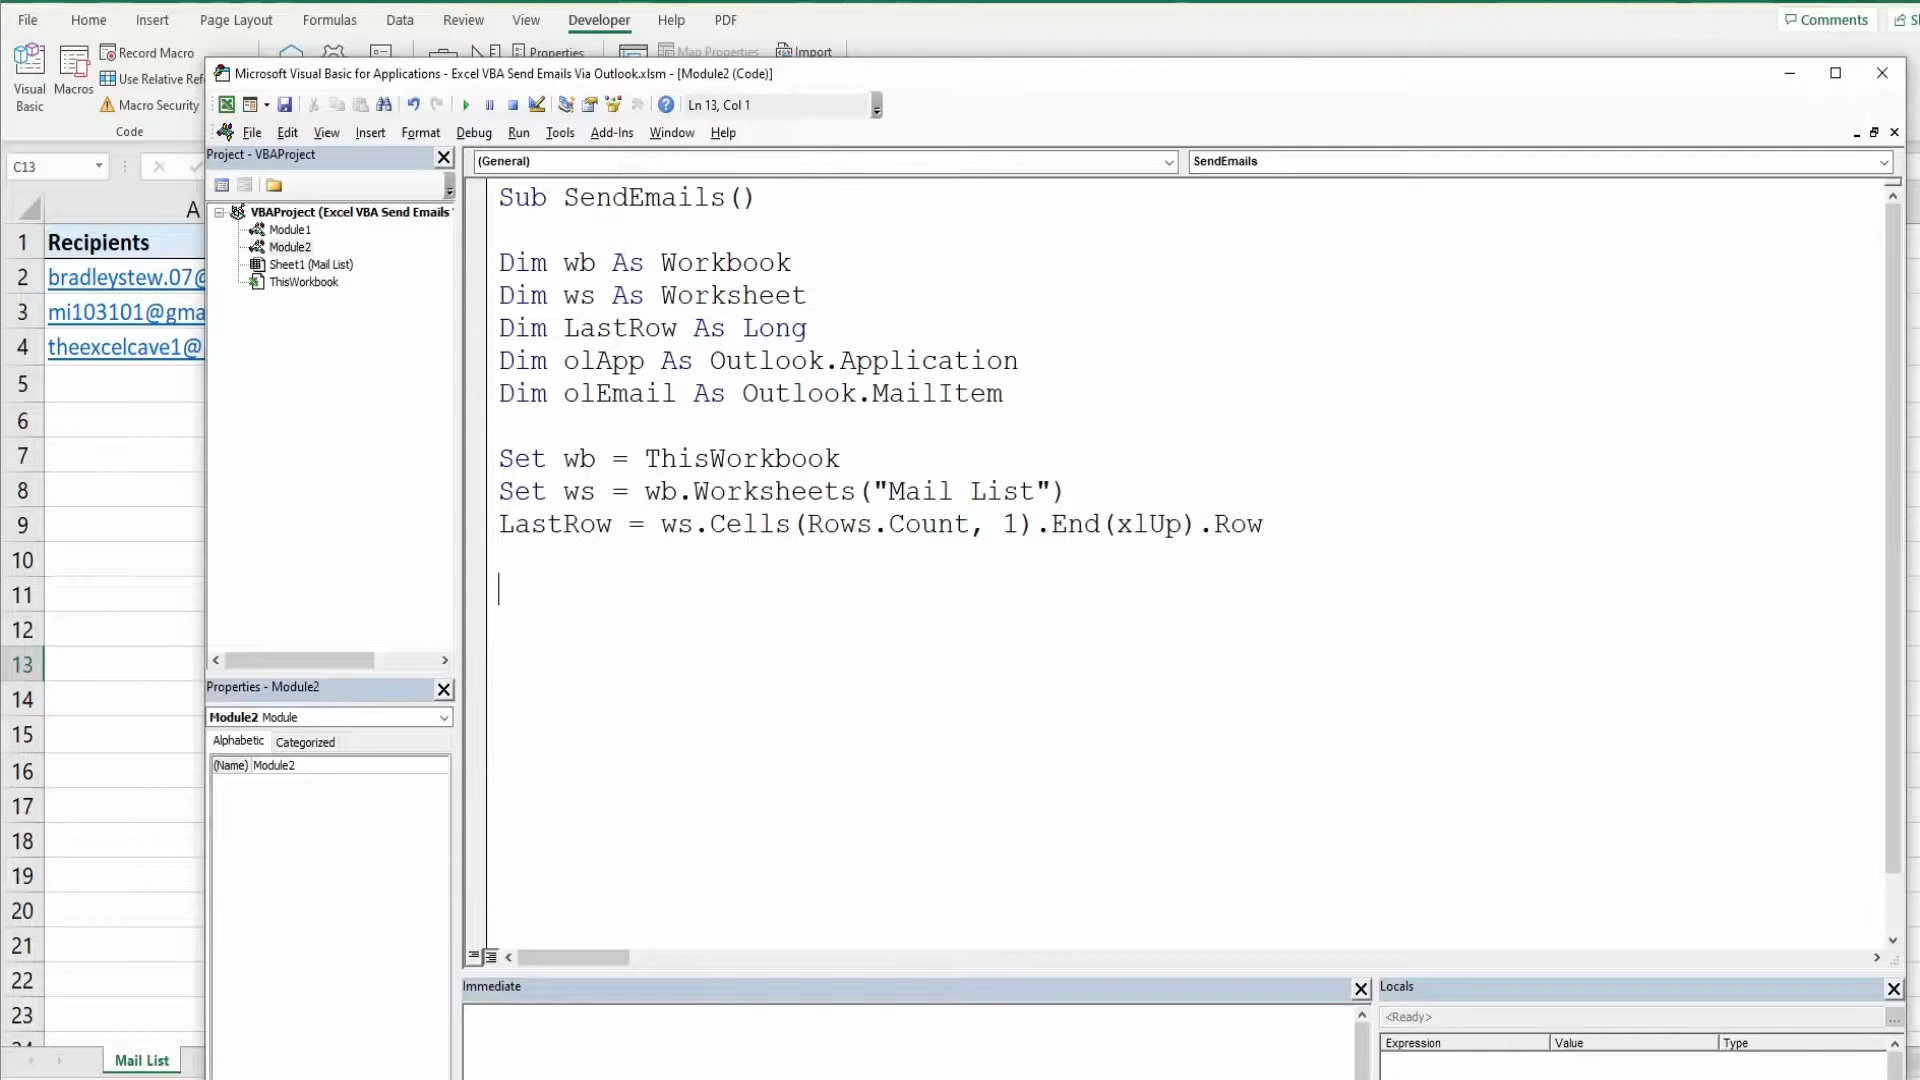 File Home Insert Page Layout Formulas Data Review View Developer Help PDF Comments
Record Macro Properties Map Properties Import
Use Relative Ref
Visual Basic Macros Macro Security
Code
Microsoft Visual Basic for Applications - Excel VBA Send Emails Via Outlook.xlsm - [Module2 (Code)]
Ln 13, Col 1
File Edit View Insert Format Debug Run Tools Add-Ins Window Help
C13
Project - VBAProject
(General) SendEmails
VBAProject (Excel VBA Send Emails
Module1
Module2
Sheet1 (Mail List)
ThisWorkbook
A
1 Recipients
2 bradleystew.07@
3 mi103101@gma
4 theexcelcave1@
5
6
7
8
9
10
11
12
13
14
15
16
17
18
19
20
21
22
23
24
Mail List
Sub SendEmails()
Dim wb As Workbook
Dim ws As Worksheet
Dim LastRow As Long
Dim olApp As Outlook.Application
Dim olEmail As Outlook.MailItem
Set wb = ThisWorkbook
Set ws = wb.Worksheets("Mail List")
LastRow = ws.Cells(Rows.Count, 1).End(xlUp).Row
Properties - Module2
Module2 Module
Alphabetic Categorized
(Name) Module2
Immediate
Locals
<Ready>
Expression Value Type